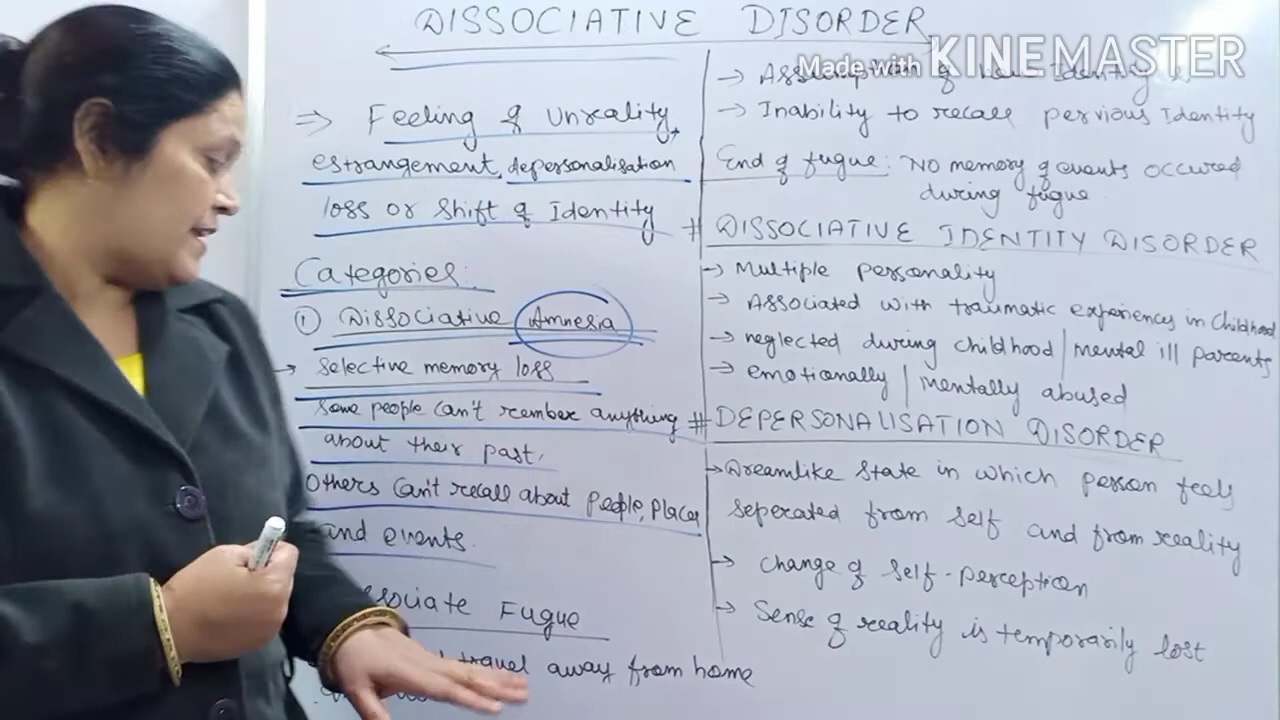 DISSOCIATIVE DISORDER
Made with KINEMASTER
⇒ Feeling of Unreality,
estrangement, depersonalisation
loss or shift of Identity
Categories:
① Dissociative Amnesia
→ Selective memory loss
Some people can't rember anything
about their past.
Others can't recall about people, places
and events.
Fugue
travel away from home
→ of new Identity
→ Inability to recall pervious Identity
End of fugue: No memory of events occured
during fugue
# DISSOCIATIVE IDENTITY DISORDER
→ Multiple personality
→ Associated with traumatic experiences in childhood
→ neglected during childhood / mental ill parents
→ emotionally / mentally abused
# DEPERSONALISATION DISORDER
→ Dreamlike state in which person feels
seperated from self and from reality
→ change of self-perception
→ Sense of reality is temporarily lost